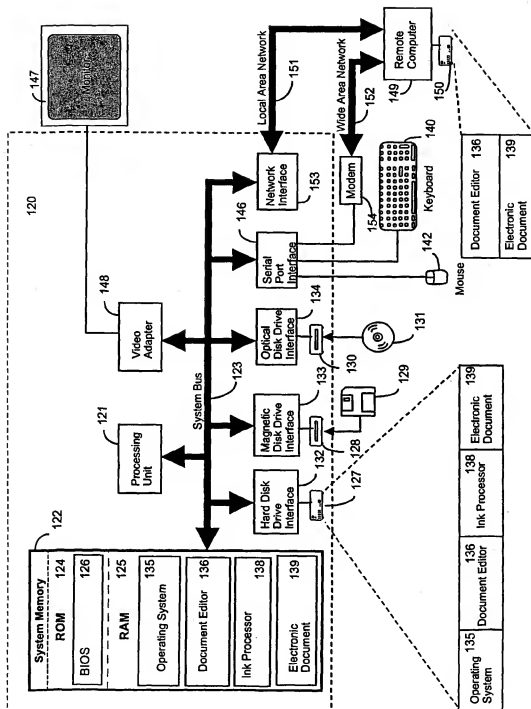 System Memory
122
ROM 124
BIOS 126
RAM 125
Operating System 135
Document Editor 136
Ink Processor 138
Electronic Document 139
Processing Unit
121
Video Adapter
148
120
147
Monitor
System Bus
123
Hard Disk Drive Interface
132
127
Magnetic Disk Drive Interface
133
128
129
Optical Disk Drive Interface
134
130
131
Serial Port Interface
146
Network Interface
153
Local Area Network
151
Wide Area Network
152
Modem
154
Remote Computer
149
150
140
Keyboard
142
Mouse
Operating System 135
Document Editor 136
Ink Processor 138
Electronic Document 139
Document Editor 136
Electronic Document 139